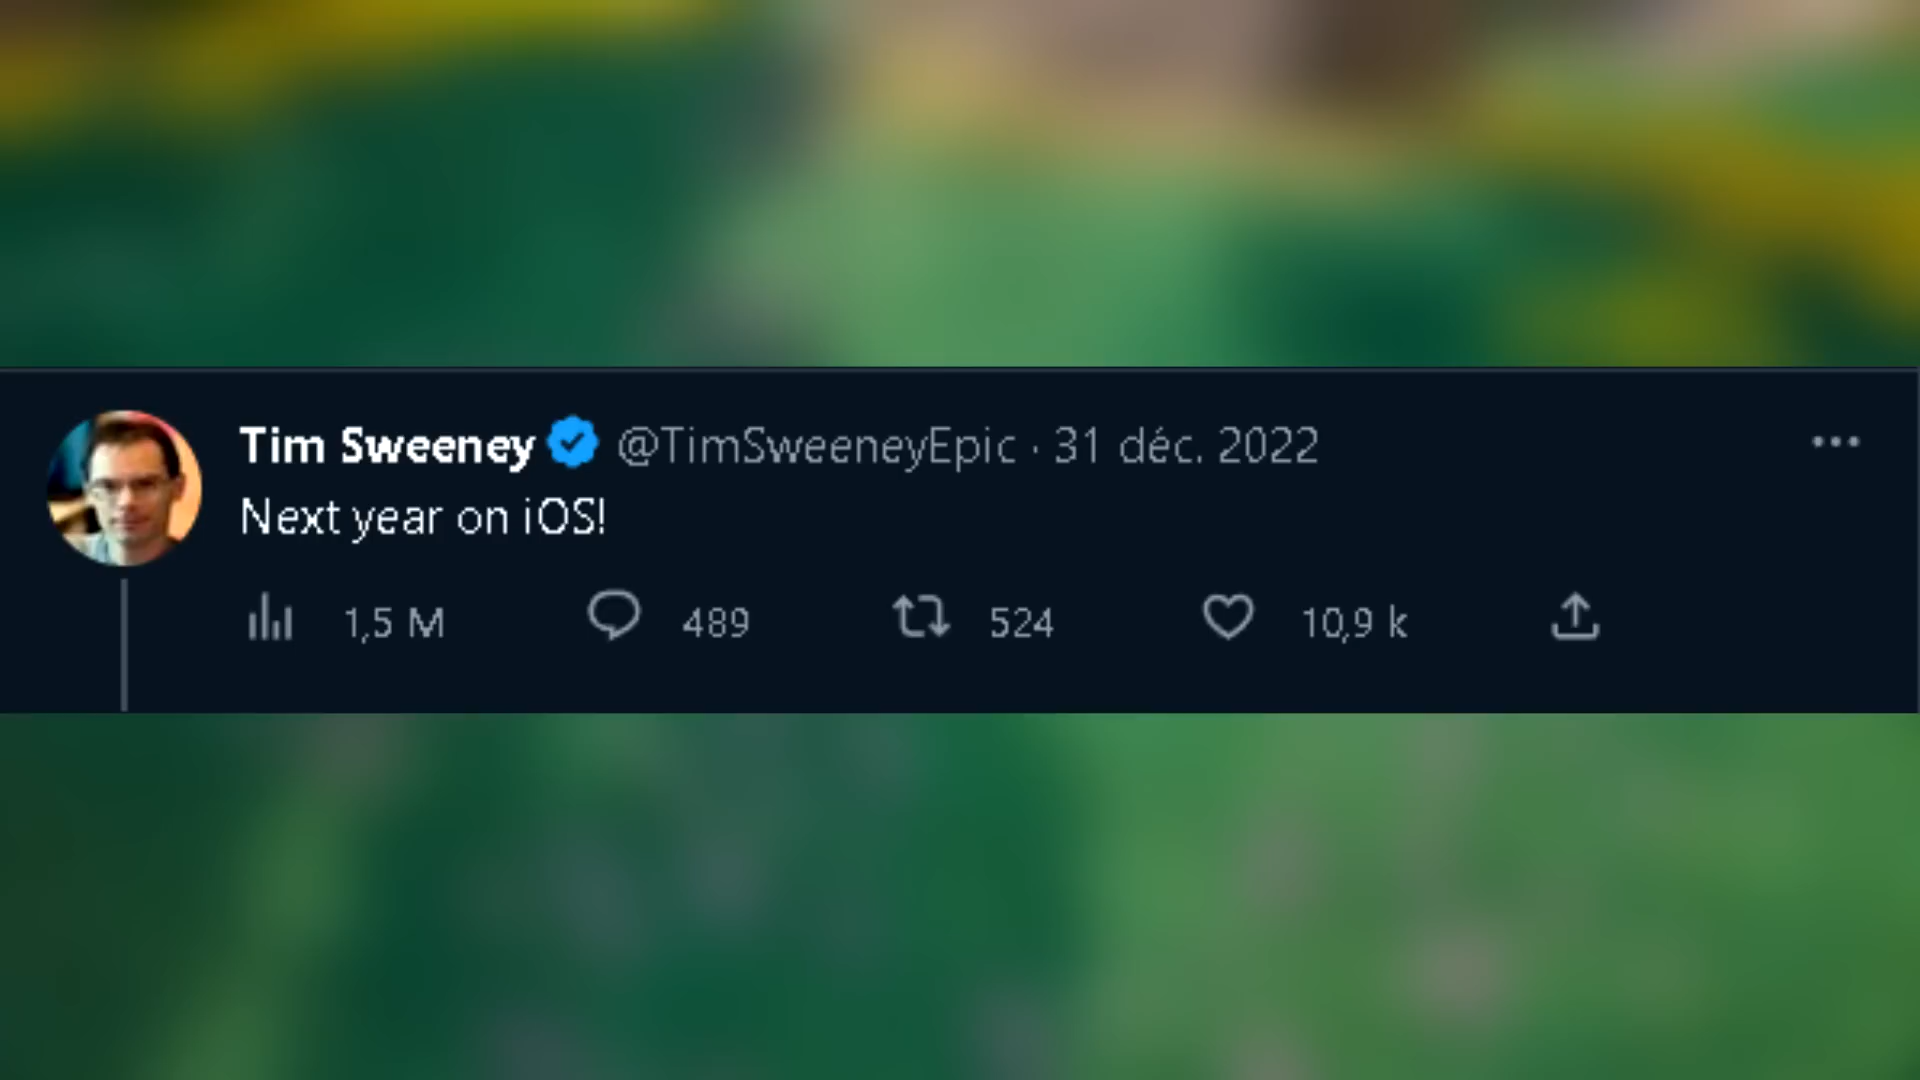 Tim Sweeney @TimSweeneyEpic · 31 déc. 2022
Next year on iOS!
1,5 M 489 524 10,9 k